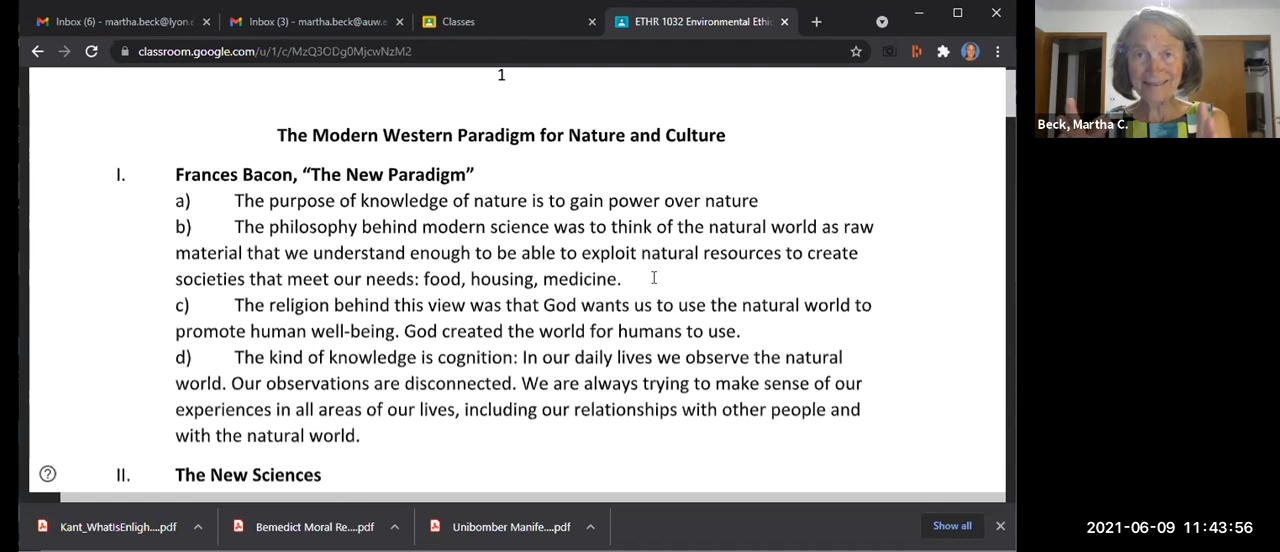 Inbox (6) - martha.beck@lyon.c
Inbox (3) - martha.beck@auw.e
Classes
ETHR 1032 Environmental Ethic
classroom.google.com/u/1/c/MzQ3ODg0MjcwNzM2
1
The Modern Western Paradigm for Nature and Culture
I. Frances Bacon, “The New Paradigm”
a) The purpose of knowledge of nature is to gain power over nature
b) The philosophy behind modern science was to think of the natural world as raw
material that we understand enough to be able to exploit natural resources to create
societies that meet our needs: food, housing, medicine.
c) The religion behind this view was that God wants us to use the natural world to
promote human well-being. God created the world for humans to use.
d) The kind of knowledge is cognition: In our daily lives we observe the natural
world. Our observations are disconnected. We are always trying to make sense of our
experiences in all areas of our lives, including our relationships with other people and
with the natural world.
II. The New Sciences
Kant_WhatIsEnligh....pdf
Bemedict Moral Re....pdf
Unibomber Manife....pdf
Show all
Beck, Martha C.
2021-06-09 11:43:56